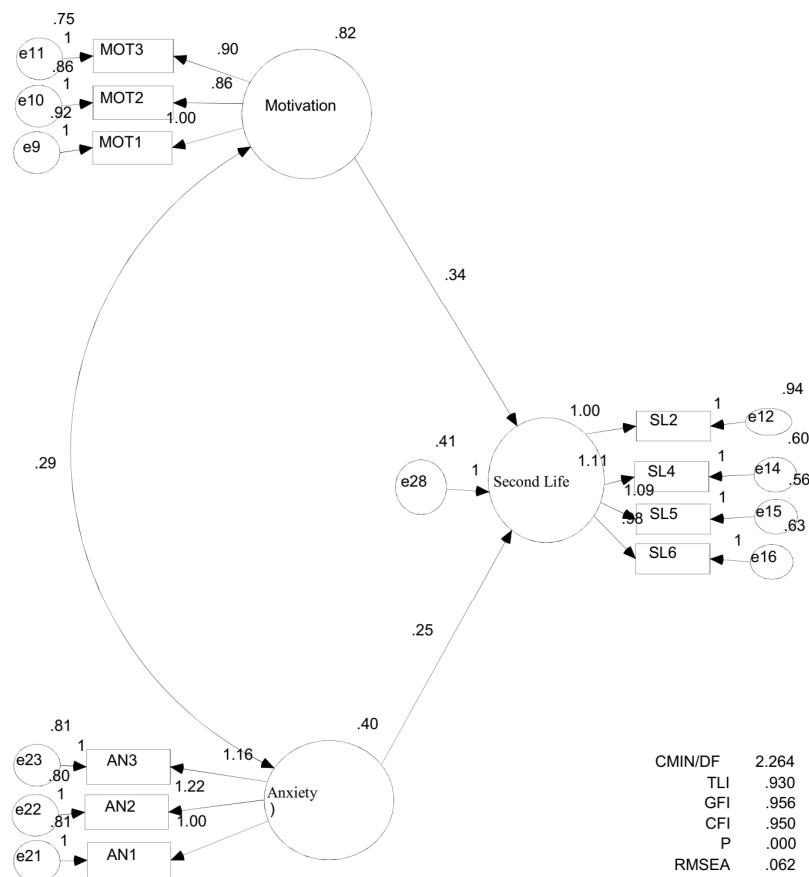 .75
.82
1
e11
MOT3
.90
.86
1
.86
e10
MOT2
Motivation
.92
1.00
1
e9
MOT1
.34
.94
1
1.00
SL2
e12
.41
.60
.29
1
1.11
SL4
e14
e28
1
Second Life
.56
1.09
1
SL5
e15
.98
.63
1
SL6
e16
.25
.81
.40
1
1.16
e23
AN3
.80
1.22
Anxiety
)
1
e22
AN2
.81
1.00
1
e21
AN1
CMIN/DF 2.264
TLI .930
GFI .956
CFI .950
P .000
RMSEA .062